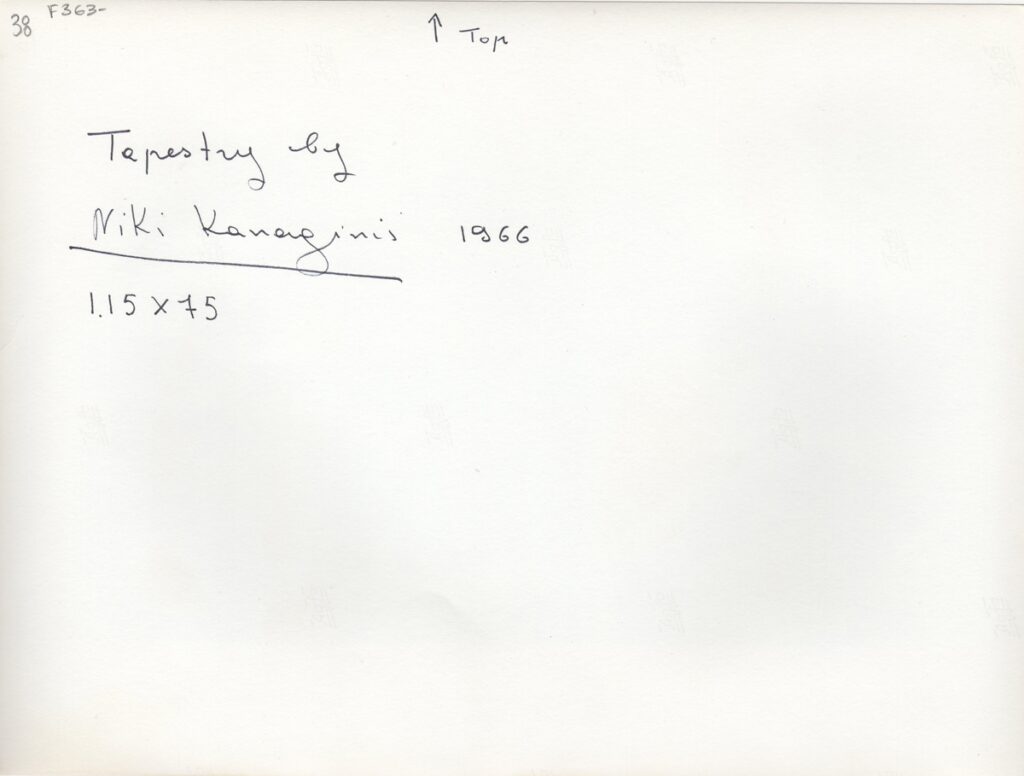 38 F363-
↑ Top
Tapestry by
Niki Kanaginis 1966
1.15 x 75